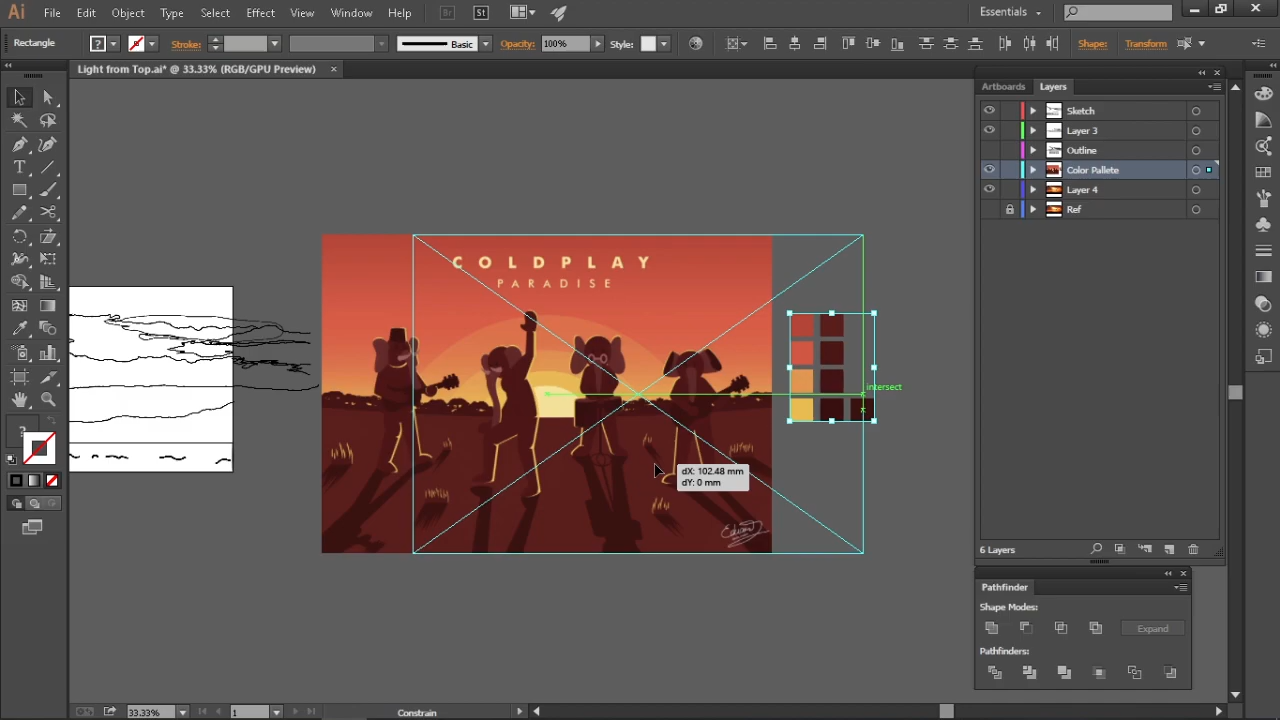 Ai File Edit Object Type Select Effect View Window Help Br St Essentials
Rectangle ? Stroke: Basic Opacity: 100% Style: Shape: Transform
Light from Top.ai* @ 33.33% (RGB/GPU Preview) ×
Artboards Layers
Sketch
Layer 3
Outline
Color Pallete
Layer 4
Ref
COLDPLAY
PARADISE
intersect
dX: 102.48 mm
dY: 0 mm
?
6 Layers
Pathfinder
Shape Modes:
Expand
Pathfinders:
33.33% 1 Constrain